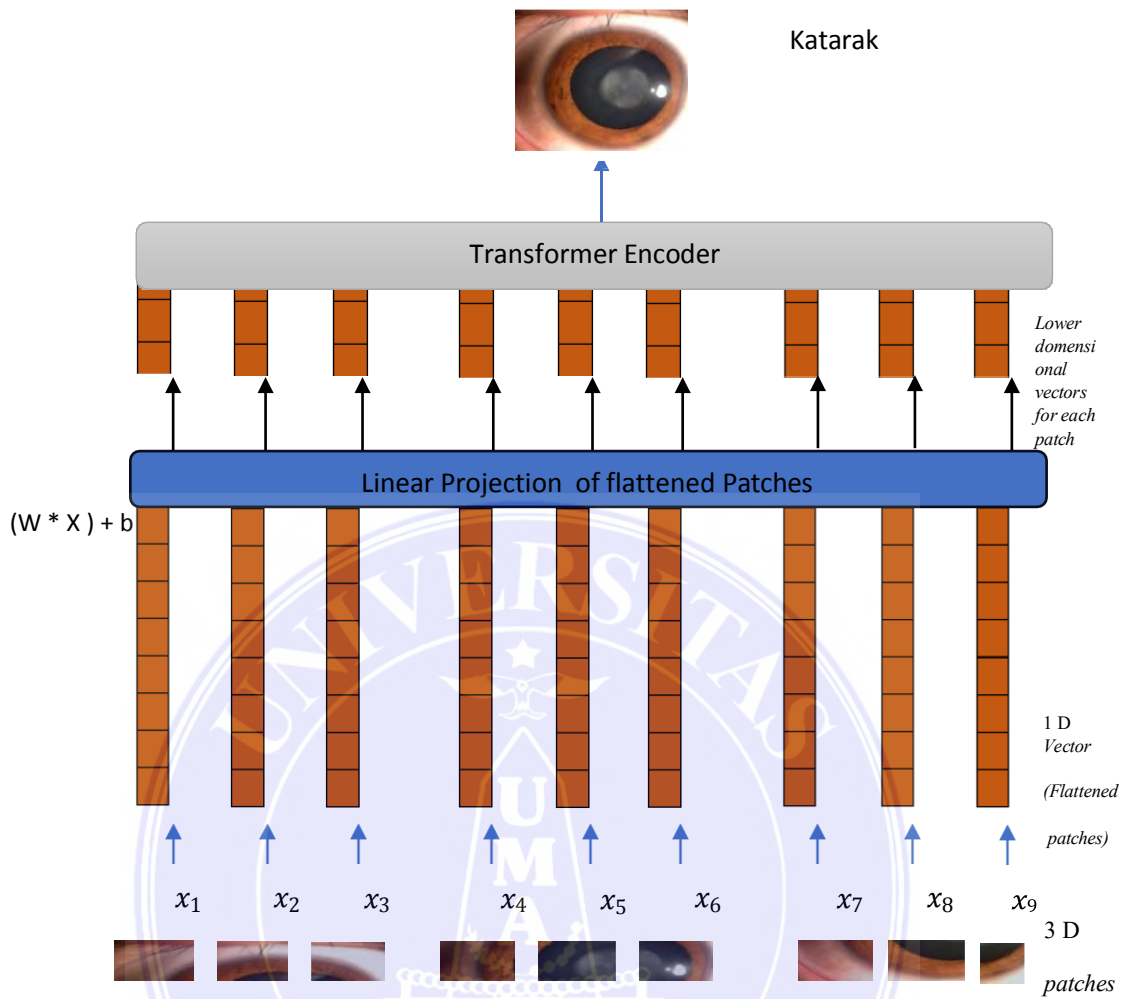 Katarak
Transformer Encoder
Lower
domensi
onal
vectors
for each
patch
Linear Projection of flattened Patches
(W * X ) + b
UNIVERSITAS
1 D
Vector
(Flattened
patches)
U
M
A
x₁ x₂ x₃ x₄ x₅ x₆ x₇ x₈ x₉
3 D
patches